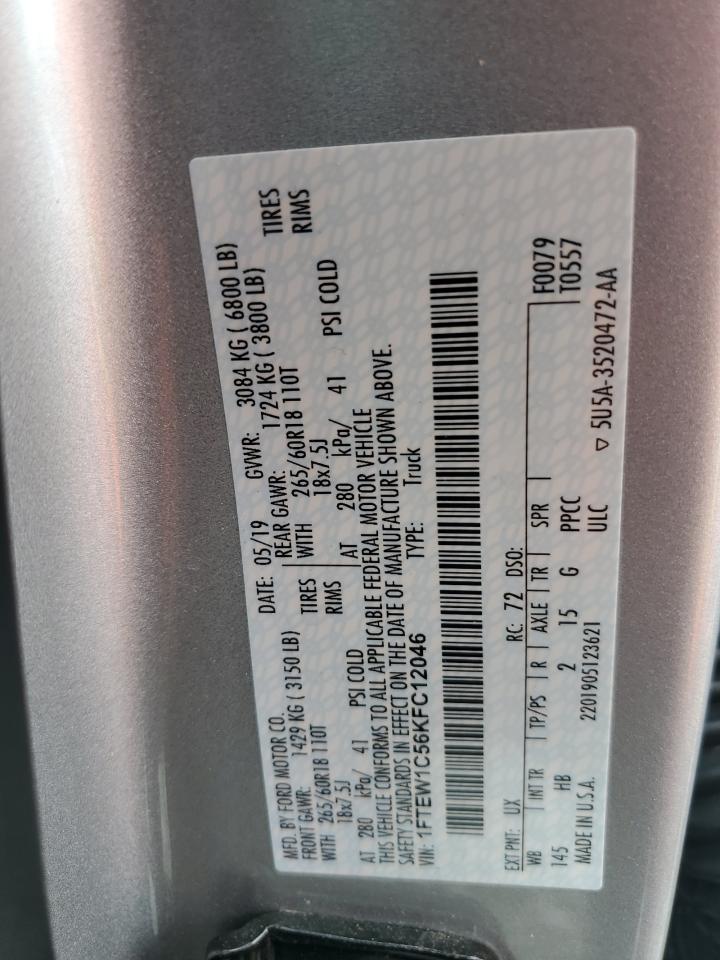 MFD. BY FORD MOTOR CO.
DATE: 05/19 GVWR: 3084 KG ( 6800 LB)
FRONT GAWR: 1429 KG ( 3150 LB) REAR GAWR: 1724 KG ( 3800 LB)
WITH 265/60R18 110T TIRES WITH 265/60R18 110T TIRES
18x7.5J RIMS 18x7.5J RIMS
AT 280 kPa/ 41 PSI COLD AT 280 kPa/ 41 PSI COLD
THIS VEHICLE CONFORMS TO ALL APPLICABLE FEDERAL MOTOR VEHICLE
SAFETY STANDARDS IN EFFECT ON THE DATE OF MANUFACTURE SHOWN ABOVE.
VIN: 1FTEW1C56KFC12046 TYPE: Truck
EXT PNT: UX RC: 72 DSO: F0079
WB INT TR TP/PS R AXLE TR SPR T0557
145 HB 2 15 G PPCC
MADE IN U.S.A. 2201905123621 ULC ▽ 5U5A-3520472-AA